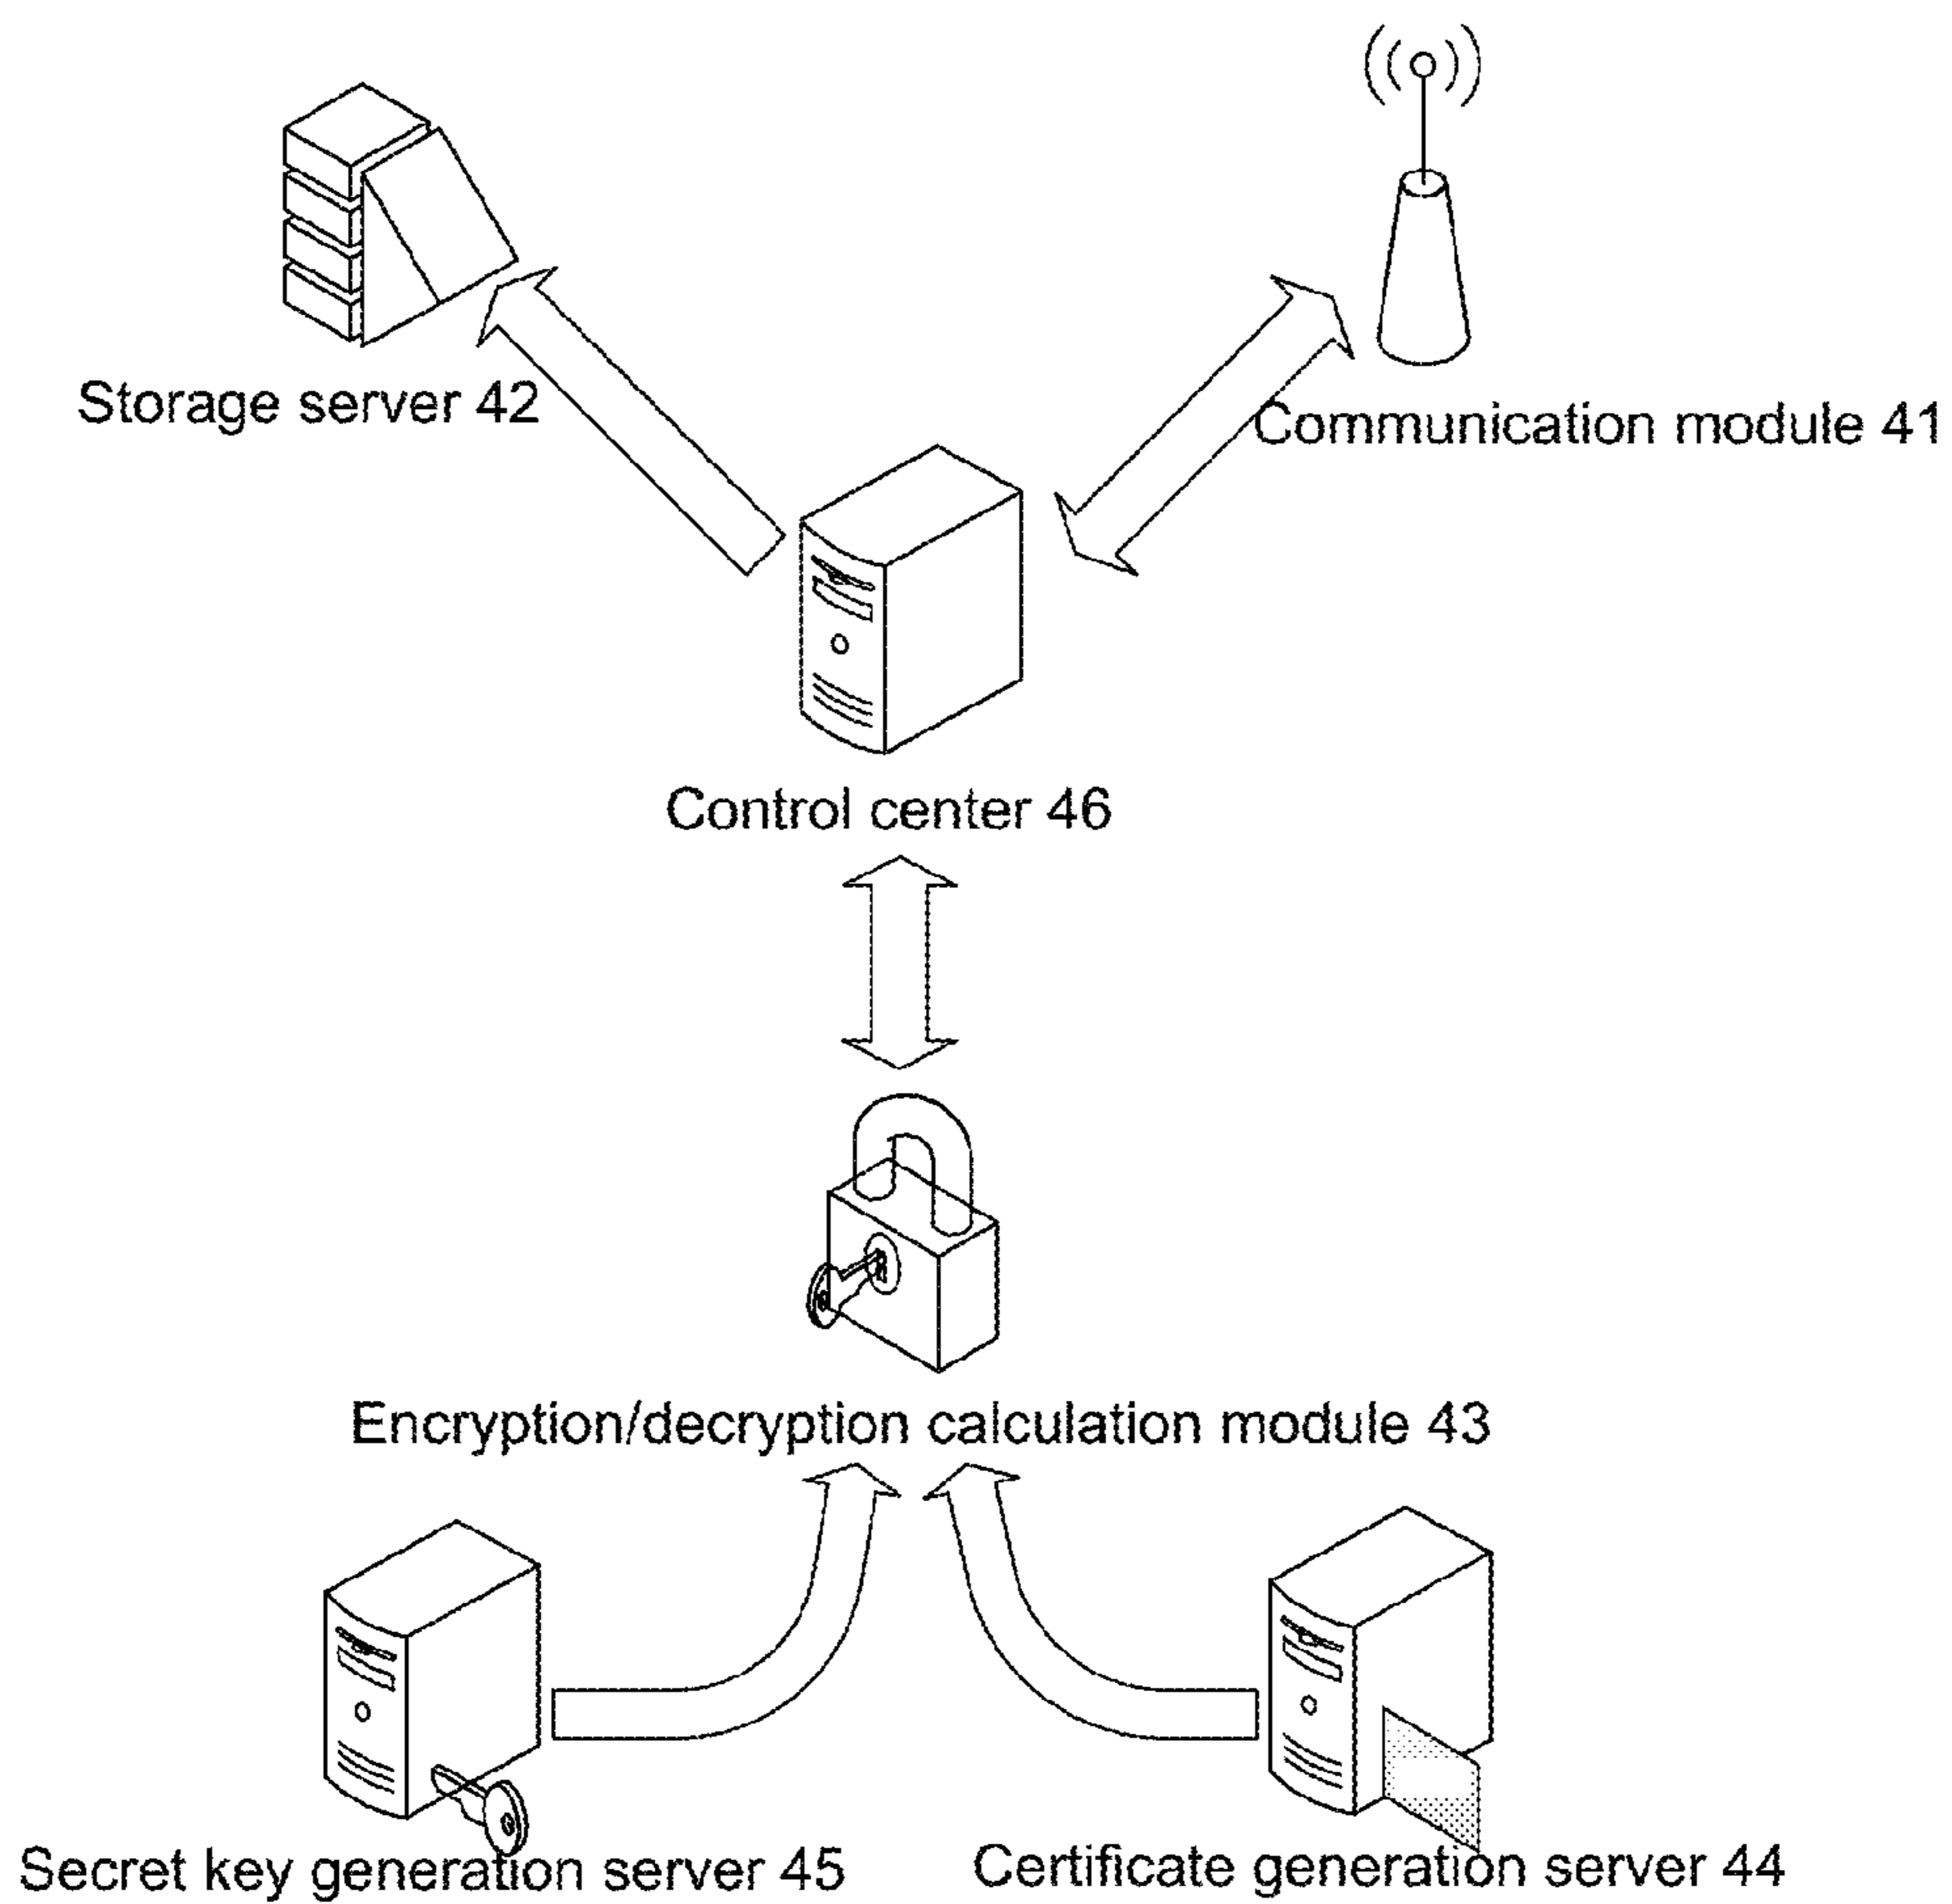 Storage server 42
Communication module 41
Control center 46
Encryption/decryption calculation module 43
Secret key generation server 45
Certificate generation server 44